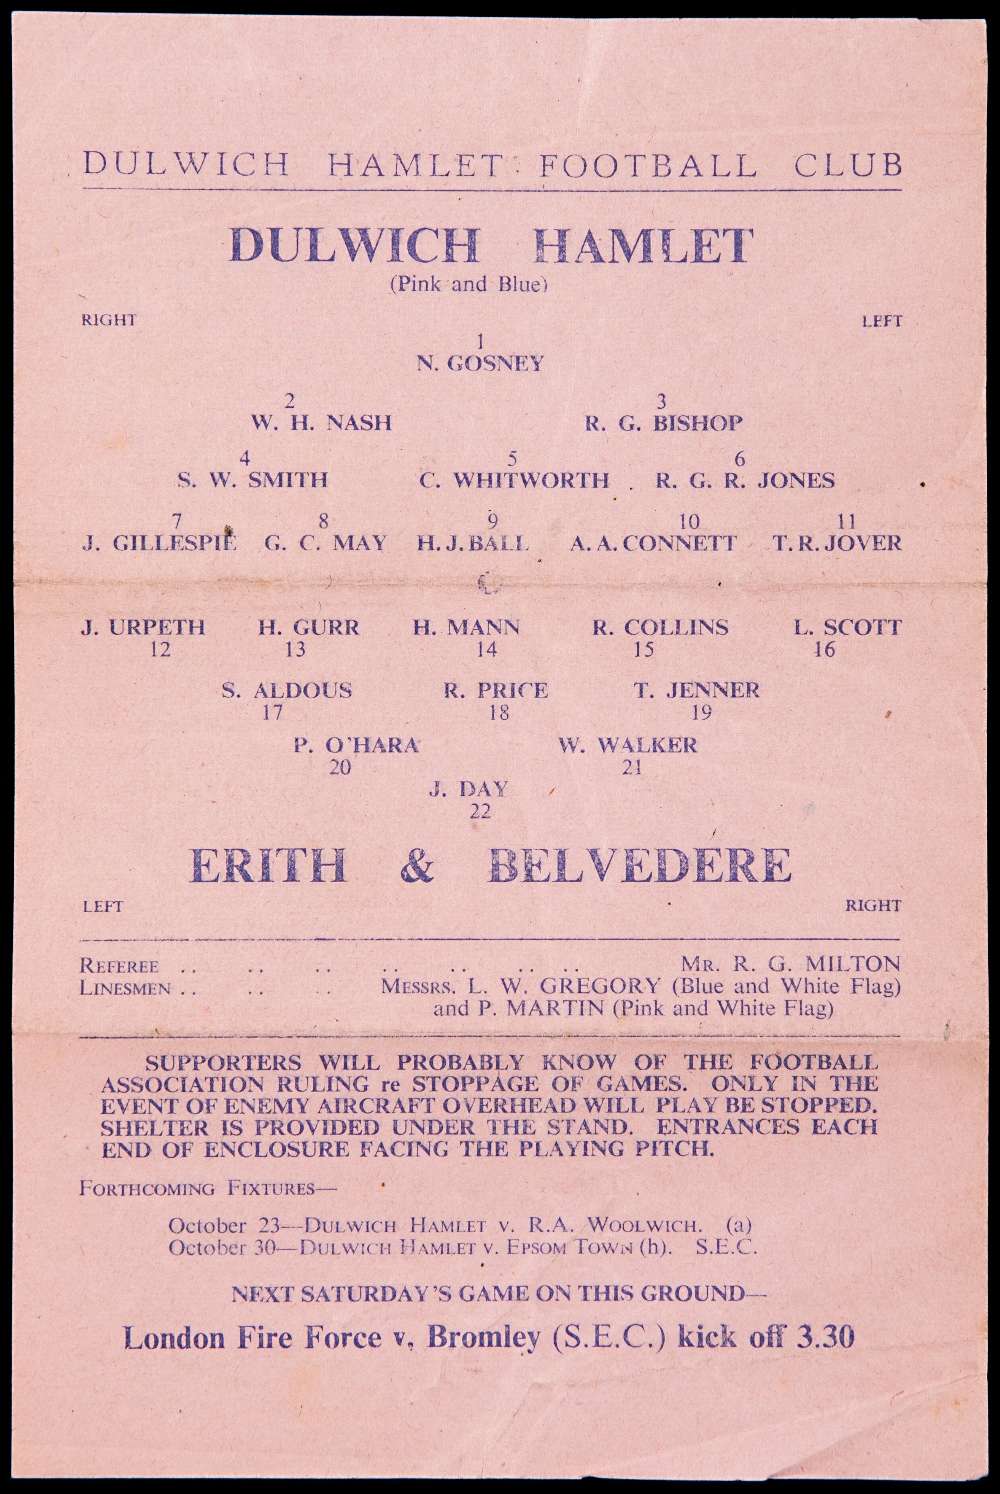 DULWICH HAMLET FOOTBALL CLUB
DULWICH HAMLET
(Pink and Blue)
RIGHT LEFT
1
N. GOSNEY
2 3
W. H. NASH R. G. BISHOP
4 5 6
S. W. SMITH C. WHITWORTH R. G. R. JONES
7 8 9 10 11
J. GILLESPIE G. C. MAY H. J. BALL A. A. CONNETT T. R. JOVER
J. URPETH H. GURR H. MANN R. COLLINS L. SCOTT
12 13 14 15 16
S. ALDOUS R. PRICE T. JENNER
17 18 19
P. O'HARA W. WALKER
20 21
J. DAY
22
ERITH & BELVEDERE
LEFT RIGHT
REFEREE .. .. .. .. .. .. .. MR. R. G. MILTON
LINESMEN .. .. .. MESSRS. L. W. GREGORY (Blue and White Flag)
and P. MARTIN (Pink and White Flag)
SUPPORTERS WILL PROBABLY KNOW OF THE FOOTBALL
ASSOCIATION RULING re STOPPAGE OF GAMES. ONLY IN THE
EVENT OF ENEMY AIRCRAFT OVERHEAD WILL PLAY BE STOPPED.
SHELTER IS PROVIDED UNDER THE STAND. ENTRANCES EACH
END OF ENCLOSURE FACING THE PLAYING PITCH.
FORTHCOMING FIXTURES—
October 23—DULWICH HAMLET V. R.A. WOOLWICH. (a)
October 30—DULWICH HAMLET V. EPSOM TOWN (h). S.E.C.
NEXT SATURDAY'S GAME ON THIS GROUND—
London Fire Force v. Bromley (S.E.C.) kick off 3.30